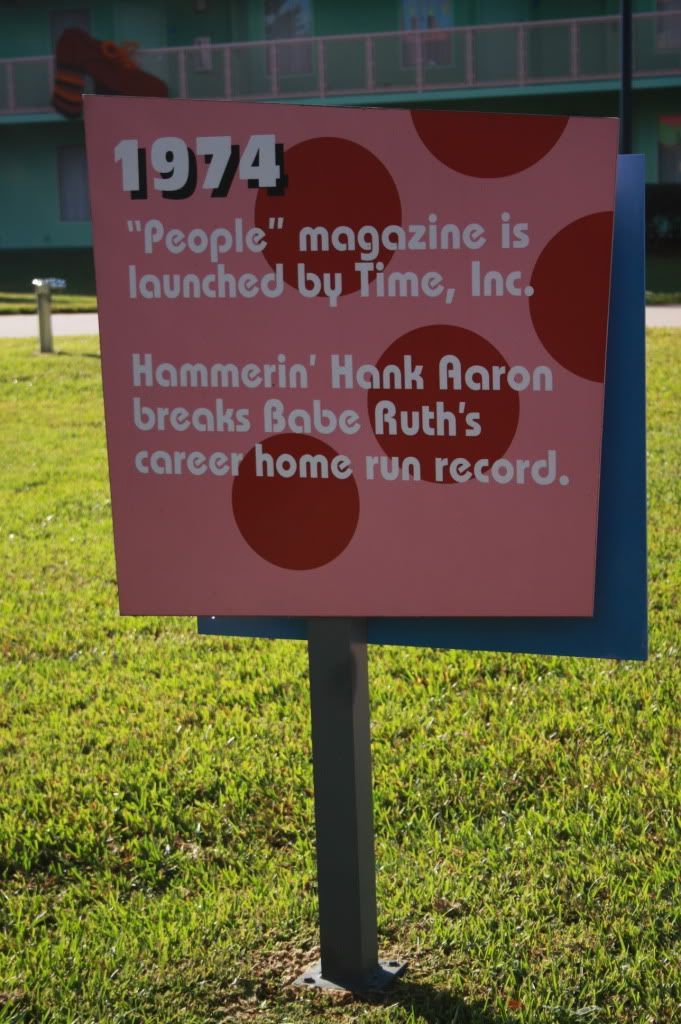 1974
“People” magazine is
launched by Time, Inc.
Hammerin’ Hank Aaron
breaks Babe Ruth’s
career home run record.